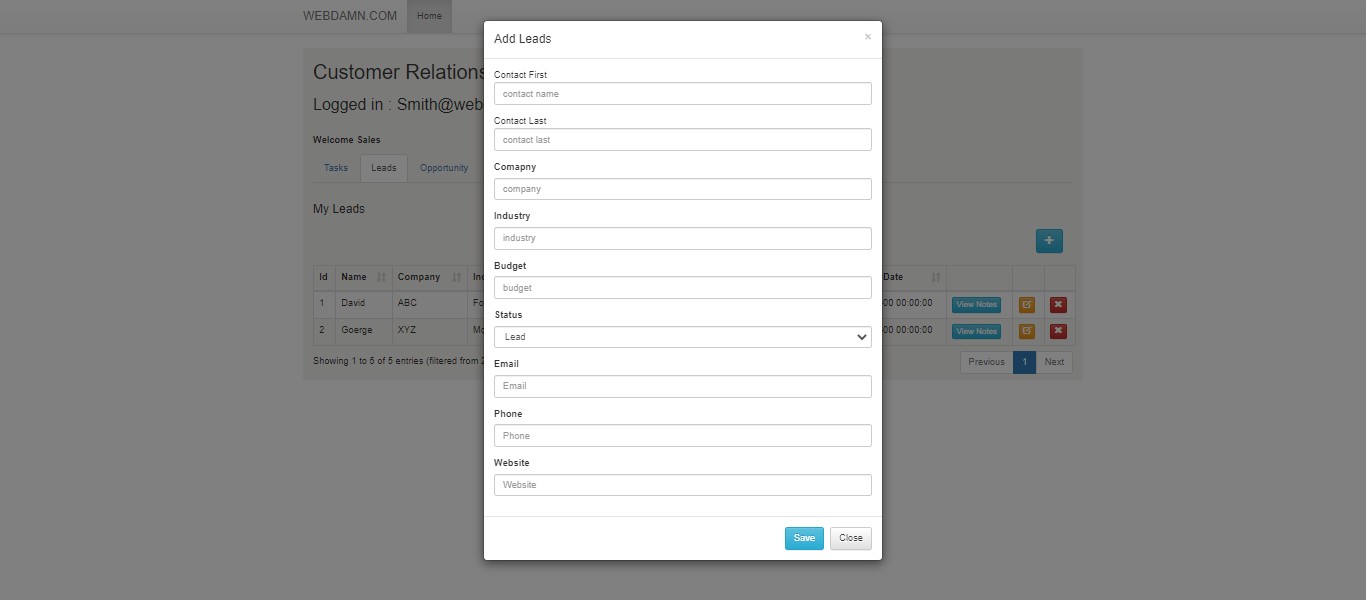 WEBDAMN.COM Home
Add Leads ×
Customer Relations
Logged in : Smith@web
Welcome Sales
Tasks Leads Opportunity
My Leads
+
Id Name Company Date
1 David ABC 00 00:00:00 View Notes
2 Goerge XYZ 00 00:00:00 View Notes
Showing 1 to 5 of 5 entries (filtered from 2
Previous 1 Next
Contact First
contact name
Contact Last
contact last
Comapny
company
Industry
industry
Budget
budget
Status
Lead
Email
Email
Phone
Phone
Website
Website
Save Close